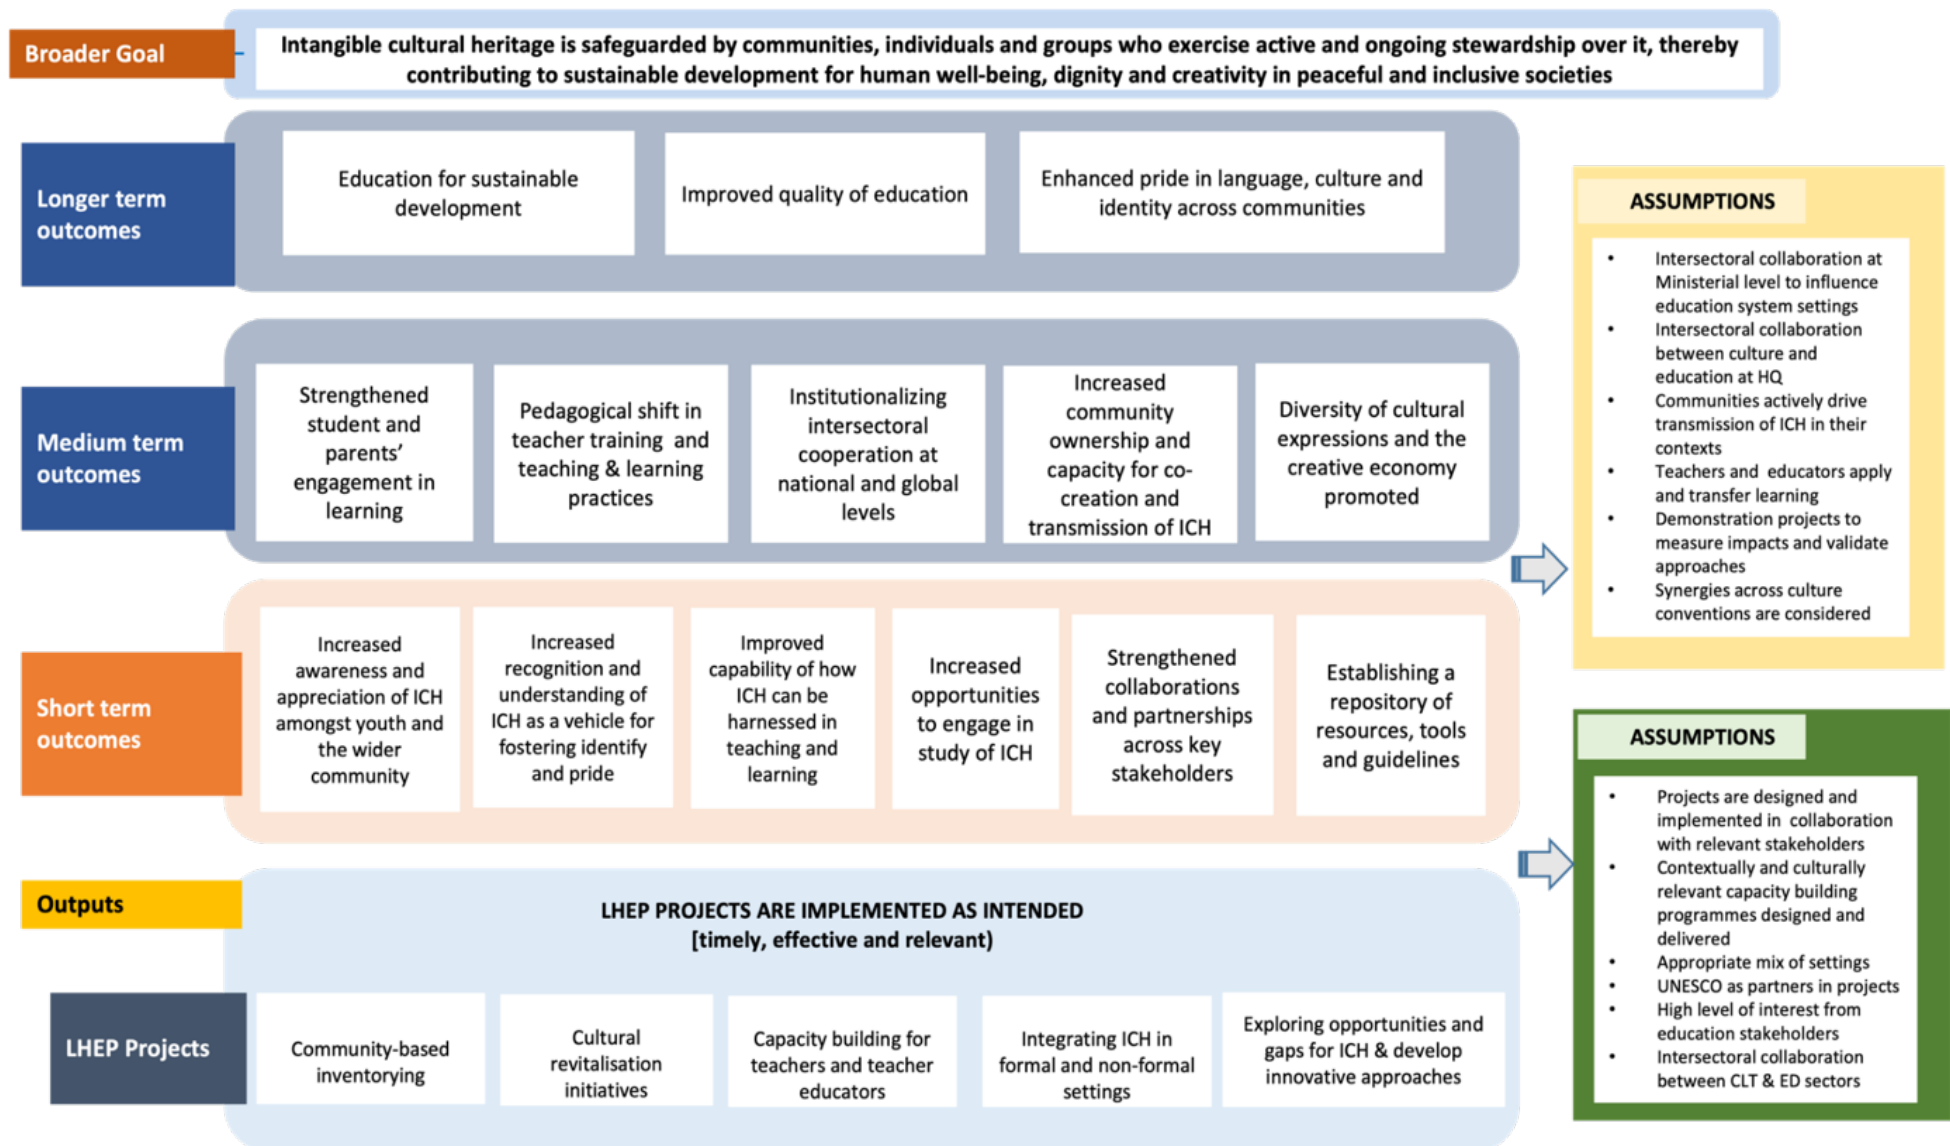 Broader Goal
Intangible cultural heritage is safeguarded by communities, individuals and groups who exercise active and ongoing stewardship over it, thereby
contributing to sustainable development for human well-being, dignity and creativity in peaceful and inclusive societies
Longer term
outcomes
Education for sustainable
development
Improved quality of education
Enhanced pride in language, culture and
identity across communities
Medium term
outcomes
Strengthened
student and
parents’
engagement in
learning
Pedagogical shift in
teacher training and
teaching & learning
practices
Institutionalizing
intersectoral
cooperation at
national and global
levels
Increased
community
ownership and
capacity for co-
creation and
transmission of ICH
Diversity of cultural
expressions and the
creative economy
promoted
Short term
outcomes
Increased
awareness and
appreciation of ICH
amongst youth and
the wider
community
Increased
recognition and
understanding of
ICH as a vehicle for
fostering identify
and pride
Improved
capability of how
ICH can be
harnessed in
teaching and
learning
Increased
opportunities
to engage in
study of ICH
Strengthened
collaborations
and partnerships
across key
stakeholders
Establishing a
repository of
resources, tools
and guidelines
Outputs
LHEP PROJECTS ARE IMPLEMENTED AS INTENDED
[timely, effective and relevant)
LHEP Projects
Community-based
inventorying
Cultural
revitalisation
initiatives
Capacity building for
teachers and teacher
educators
Integrating ICH in
formal and non-formal
settings
Exploring opportunities and
gaps for ICH & develop
innovative approaches
ASSUMPTIONS
• Intersectoral collaboration at
Ministerial level to influence
education system settings
• Intersectoral collaboration
between culture and
education at HQ
• Communities actively drive
transmission of ICH in their
contexts
• Teachers and educators apply
and transfer learning
• Demonstration projects to
measure impacts and validate
approaches
• Synergies across culture
conventions are considered
ASSUMPTIONS
• Projects are designed and
implemented in collaboration
with relevant stakeholders
• Contextually and culturally
relevant capacity building
programmes designed and
delivered
• Appropriate mix of settings
• UNESCO as partners in projects
• High level of interest from
education stakeholders
• Intersectoral collaboration
between CLT & ED sectors